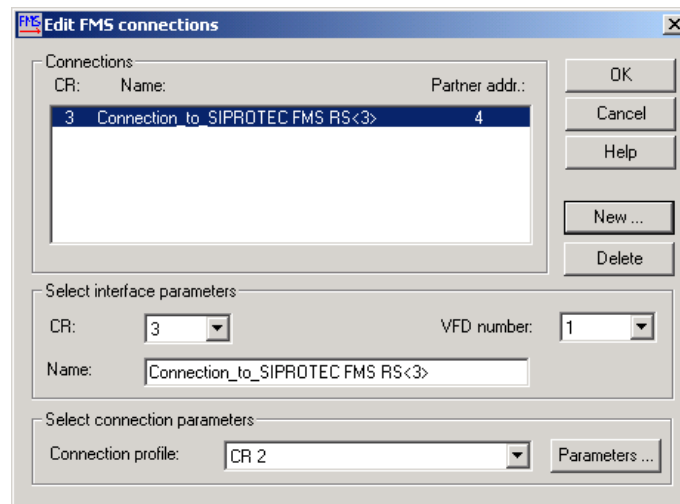 FMS Edit FMS connections
Connections
CR: Name: Partner addr.:
3 Connection_to_SIPROTEC FMS RS<3> 4
OK
Cancel
Help
New ...
Delete
Select interface parameters
CR: 3 VFD number: 1
Name: Connection_to_SIPROTEC FMS RS<3>
Select connection parameters
Connection profile: CR 2 Parameters ...